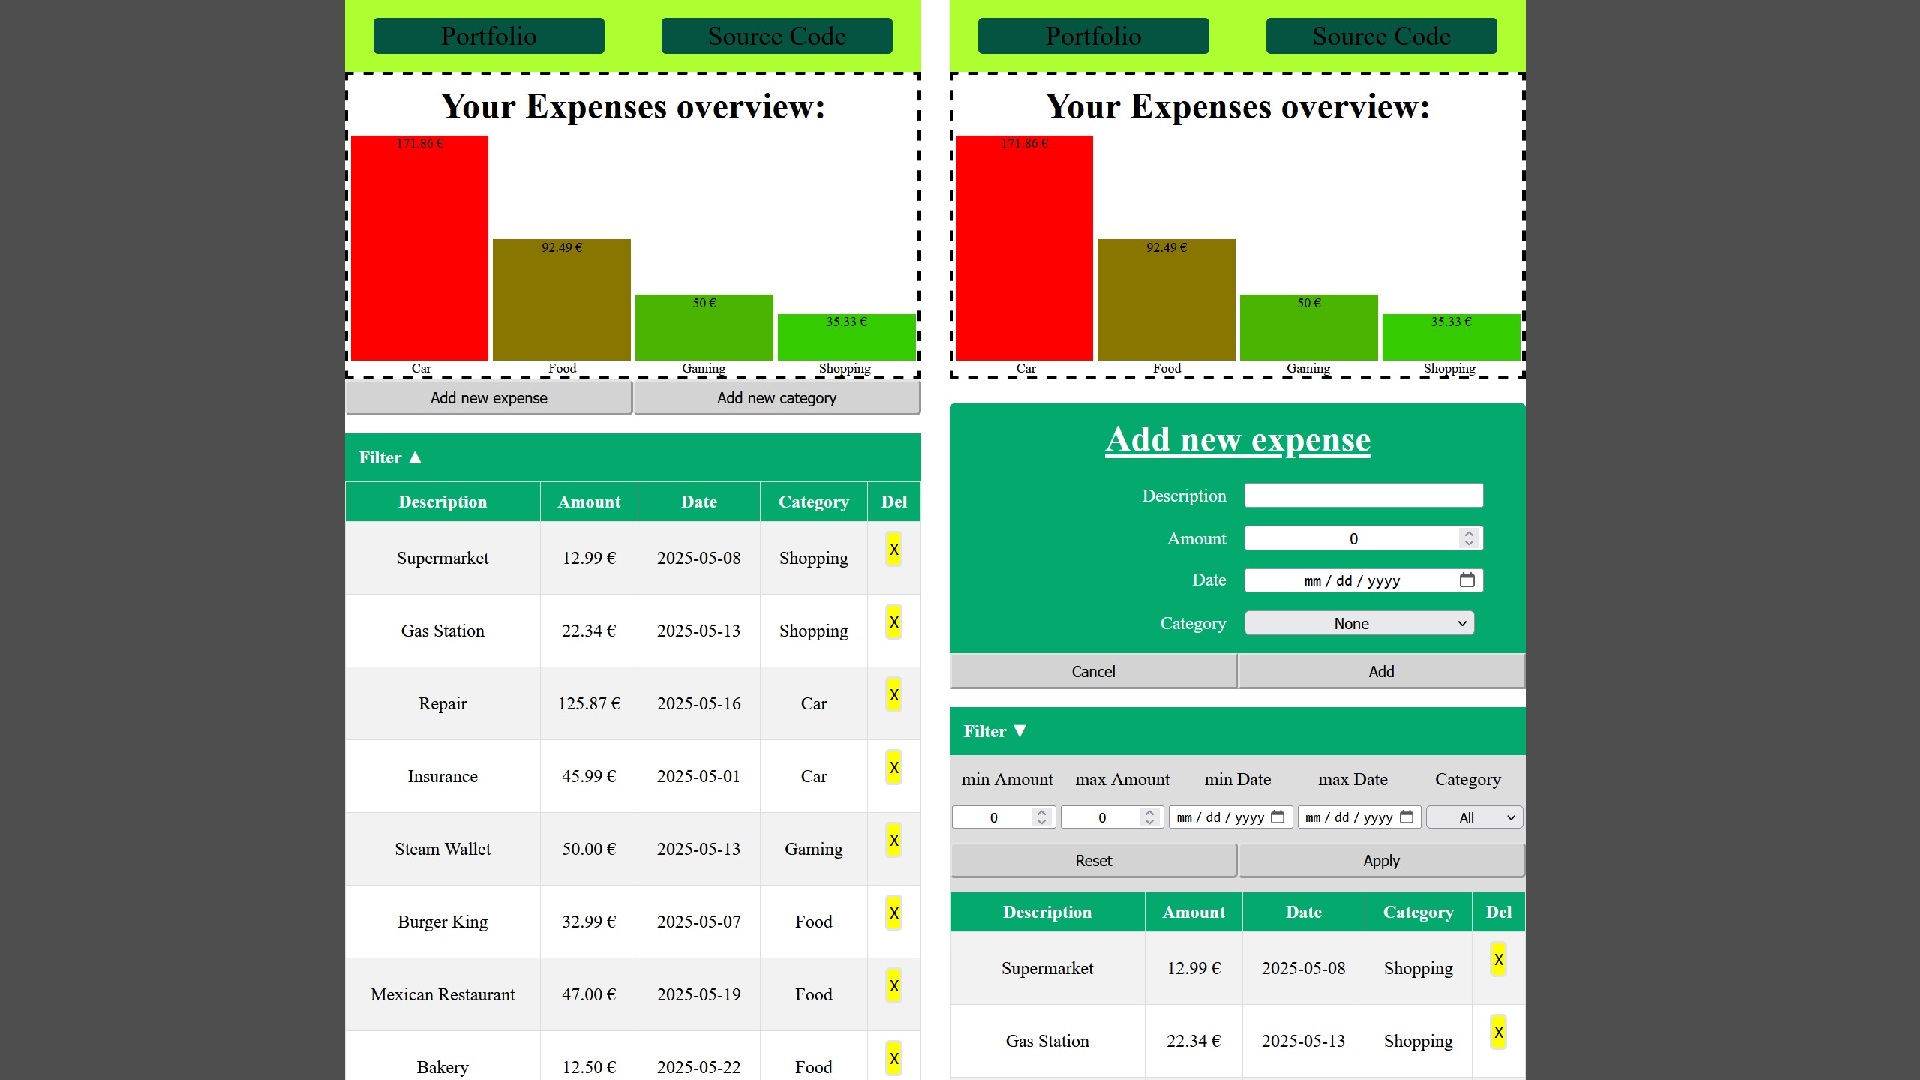 Portfolio Source Code
Your Expenses overview:
171.86 €
92.49 €
50 €
35.33 €
Car Food Gaming Shopping
Add new expense Add new category
Filter ▲
Description Amount Date Category Del
Supermarket 12.99 € 2025-05-08 Shopping X
Gas Station 22.34 € 2025-05-13 Shopping X
Repair 125.87 € 2025-05-16 Car X
Insurance 45.99 € 2025-05-01 Car X
Steam Wallet 50.00 € 2025-05-13 Gaming X
Burger King 32.99 € 2025-05-07 Food X
Mexican Restaurant 47.00 € 2025-05-19 Food X
Bakery 12.50 € 2025-05-22 Food X
Portfolio Source Code
Your Expenses overview:
171.86 €
92.49 €
50 €
35.33 €
Car Food Gaming Shopping
Add new expense
Description
Amount 0
Date mm / dd / yyyy
Category None
Cancel Add
Filter ▼
min Amount max Amount min Date max Date Category
0 0 mm / dd / yyyy mm / dd / yyyy All
Reset Apply
Description Amount Date Category Del
Supermarket 12.99 € 2025-05-08 Shopping X
Gas Station 22.34 € 2025-05-13 Shopping X